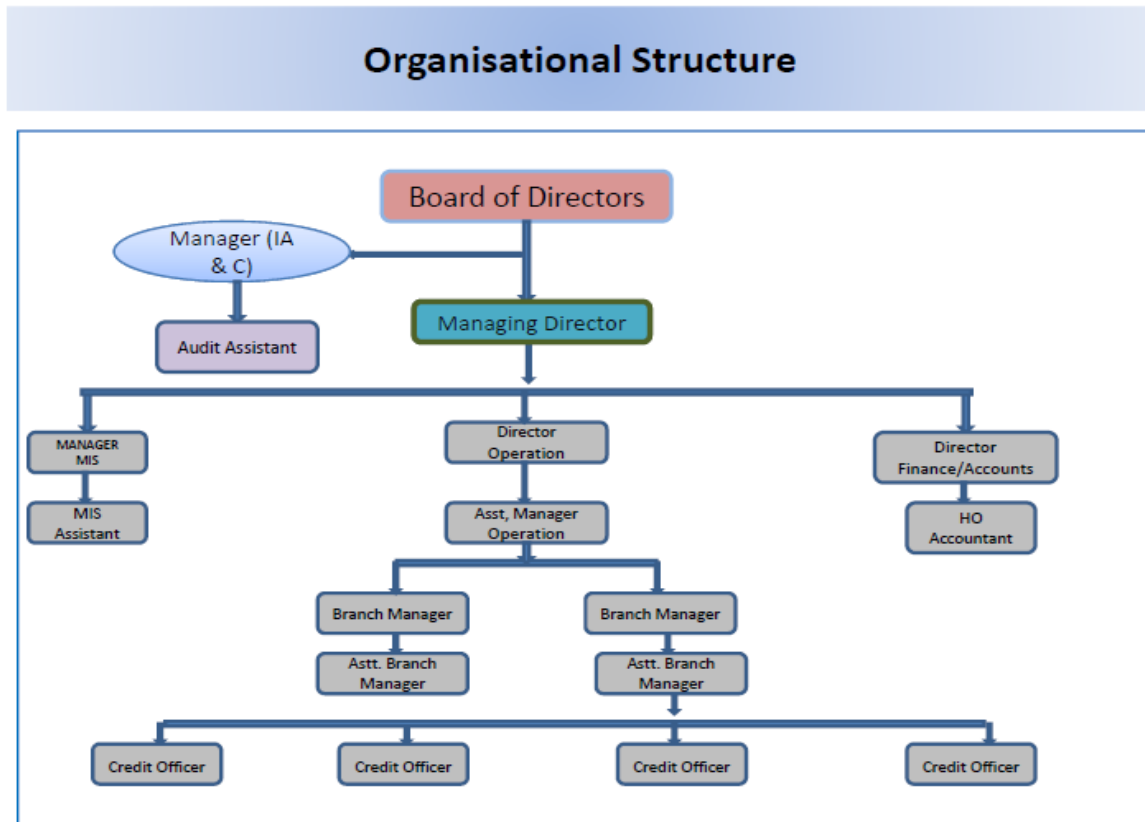 Organisational Structure
Board of Directors
Manager (IA
& C)
Managing Director
Audit Assistant
MANAGER
MIS
Director
Operation
Director
Finance/Accounts
MIS
Assistant
Asst, Manager
Operation
HO
Accountant
Branch Manager
Branch Manager
Astt. Branch
Manager
Astt. Branch
Manager
Credit Officer
Credit Officer
Credit Officer
Credit Officer